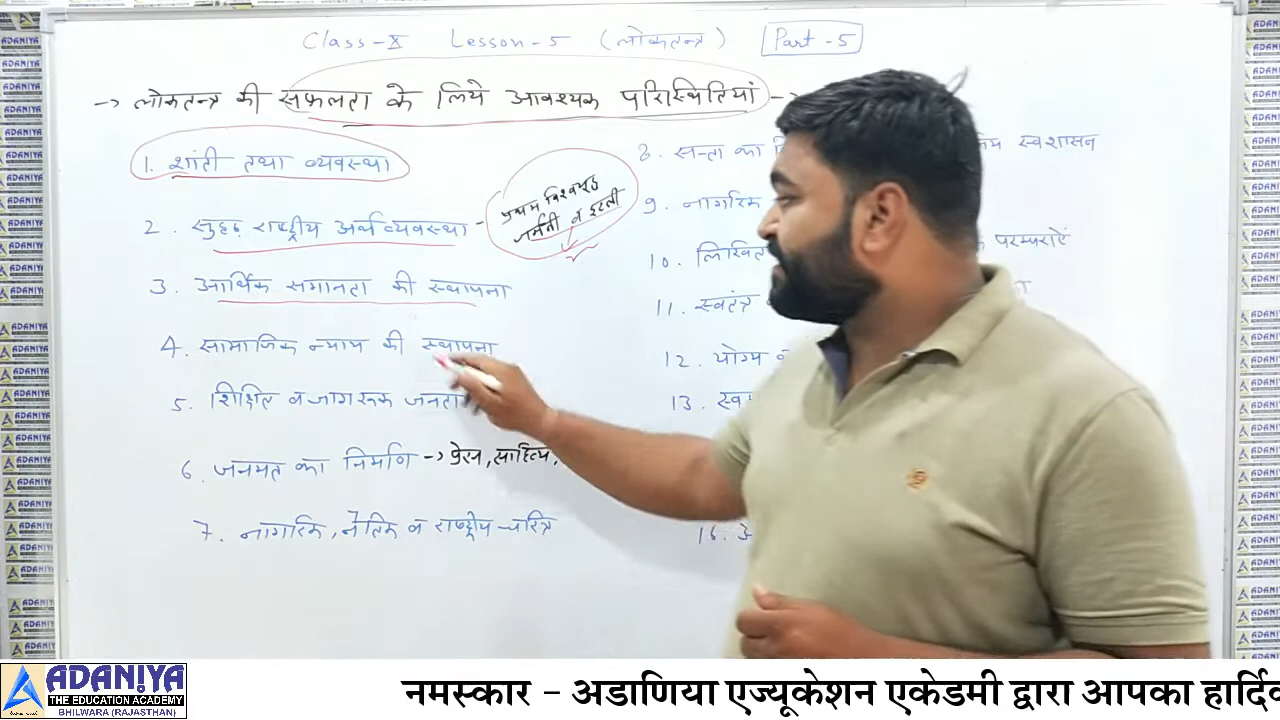 Class-X Lesson-5 (लोकतन्त्र) Part-5
→ लोकतन्त्र की सफलता के लिये आवश्यक परिस्थितियां →
1. शांती तथा व्यवस्था
2. सुदृढ़ राष्ट्रीय अर्थव्यवस्था -
प्रथम विश्वयुद्ध
जर्मनी व इटली
3. आर्थिक समानता की स्थापना
4. सामाजिक न्याय की स्थापना
5. शिक्षित व जागरूक जनता
6. जनमत का निर्माण → प्रेस, साहित्य,
7. नागरिक, नैतिक व राष्ट्रीय चरित्र
8. सत्ता का स्वशासन
9. नागरिक
10. परम्पराएं
11. स्वतंत्र
12. योग्य
13.
16.
ADANIYA
THE EDUCATION ACADEMY
BHILWARA (RAJASTHAN)
नमस्कार - अडाणिया एज्यूकेशन एकेडमी द्वारा आपका